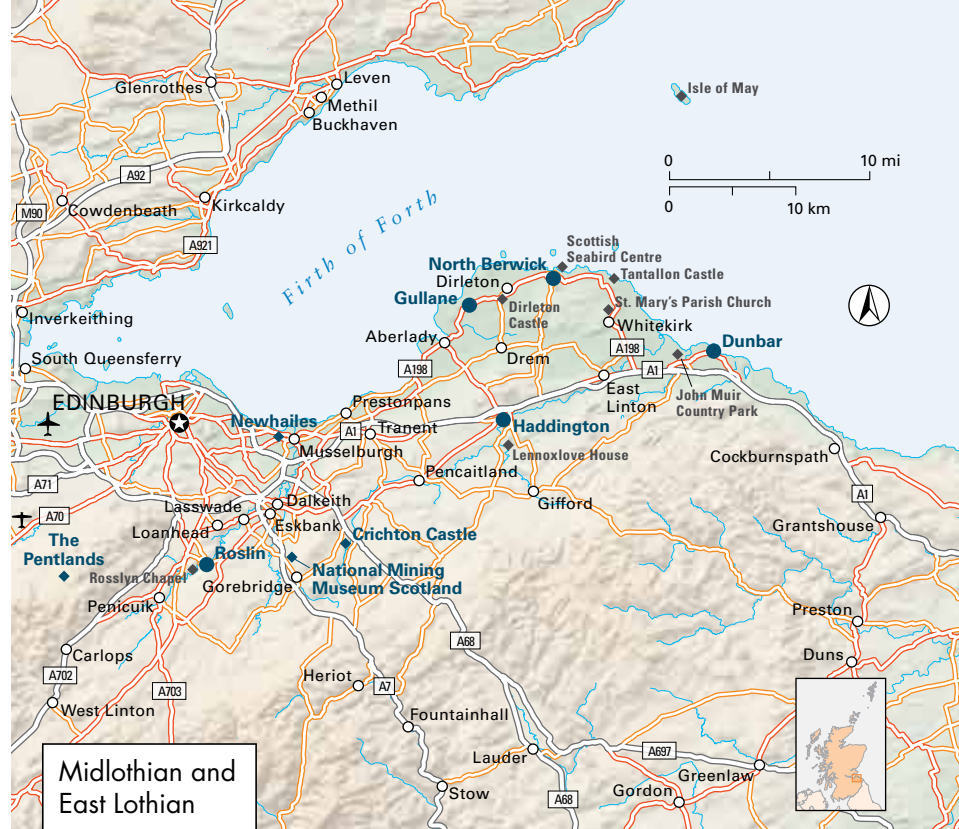 Leven
Glenrothes
Methil
Buckhaven
Isle of May
0
10 mi
0
10 km
A92
M90
Cowdenbeath
Kirkcaldy
A921
Firth of Forth
Scottish
Seabird Centre
North Berwick
Dirleton
Tantallon Castle
Gullane
Dirleton
Castle
St. Mary's Parish Church
Inverkeithing
Whitekirk
Aberlady
Drem
A198
Dunbar
South Queensferry
A198
A1
East
Linton
John Muir
Country Park
EDINBURGH
Prestonpans
Newhailes
A1
Tranent
Haddington
Musselburgh
Lennoxlove House
Cockburnspath
A71
Pencaitland
Gifford
A1
Dalkeith
Lasswade
A70
Eskbank
Loanhead
Grantshouse
The
Pentlands
Crichton Castle
Roslin
Rosslyn Chapel
National Mining
Museum Scotland
Gorebridge
Penicuik
Preston
A68
Carlops
Duns
A702
Heriot
A7
A703
West Linton
Fountainhall
A697
Lauder
Greenlaw
Stow
Gordon
A68
Midlothian and
East Lothian